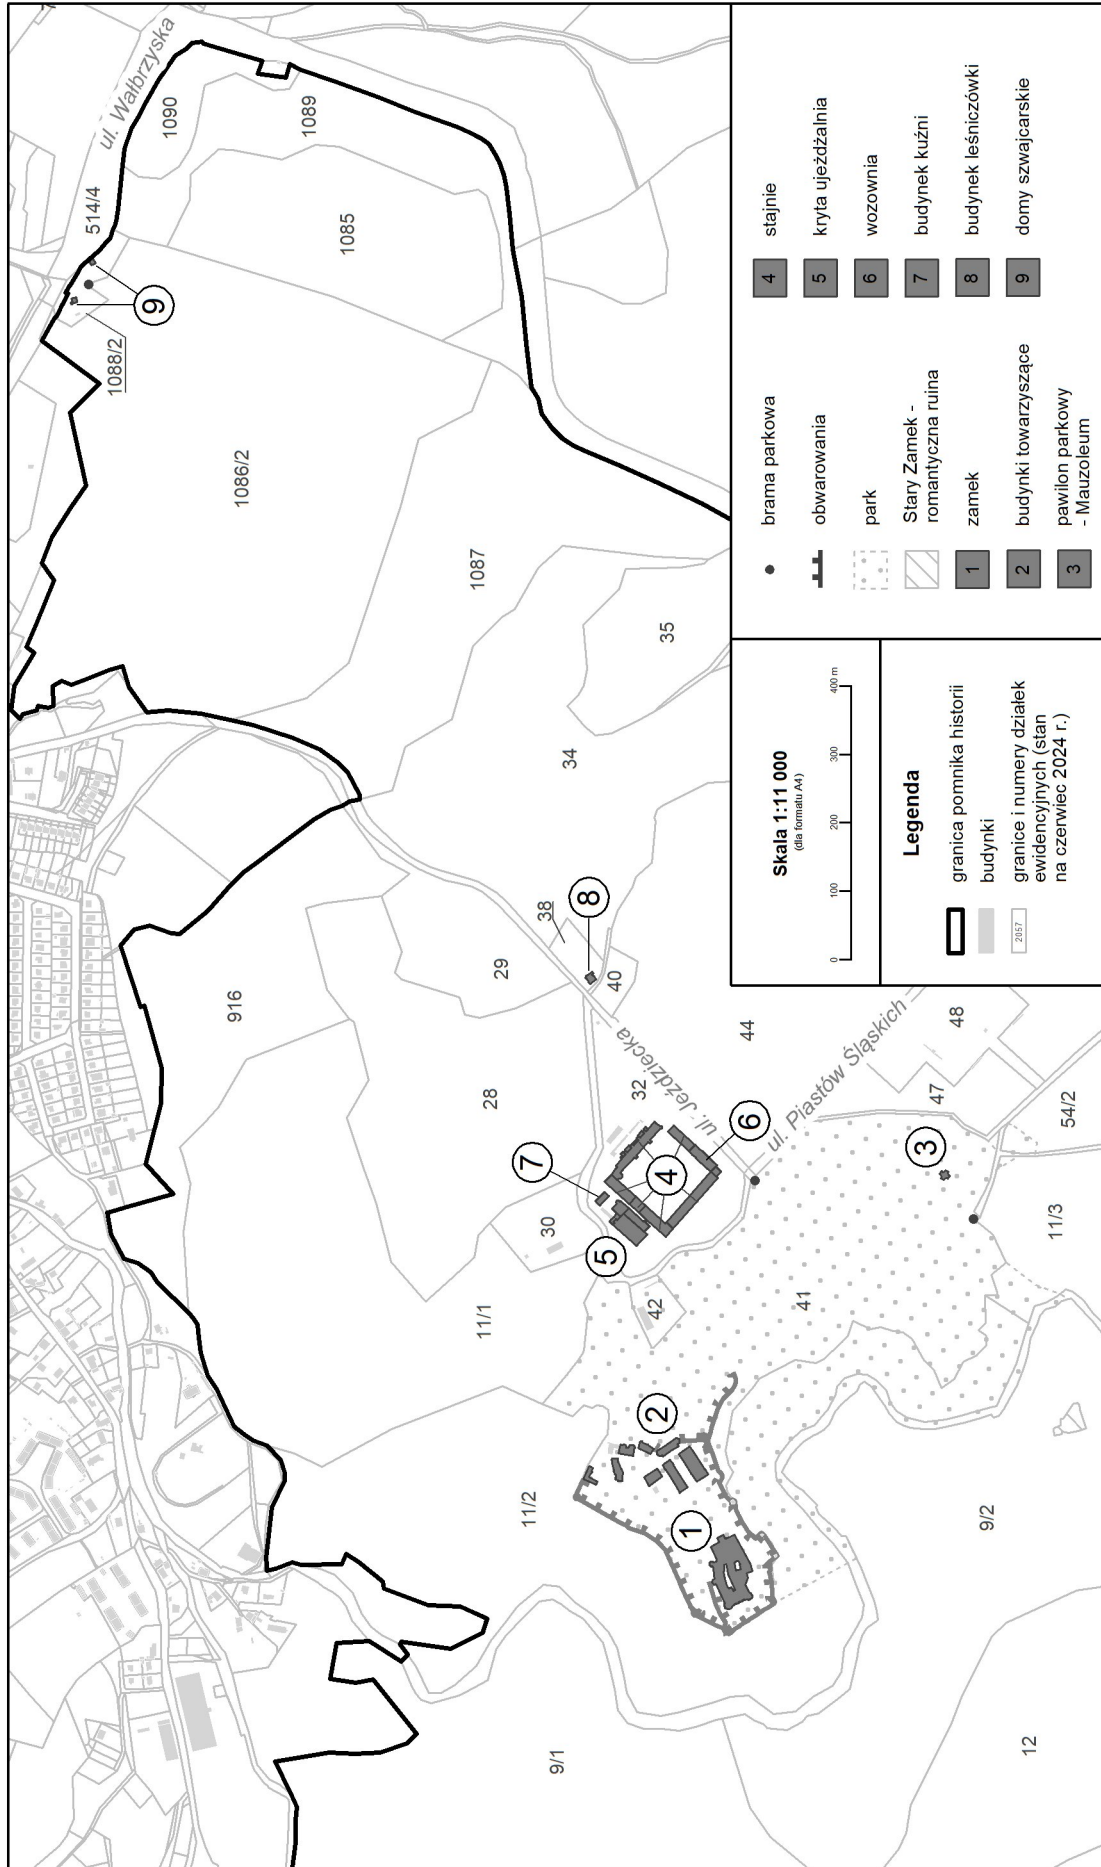 ul. Wałbrzyska
514/4
1090
1089
1085
9
1088/2
1086/2
1087
35
34
916
29
38
8
40
28
32
ul. Jeździecka
44
ul. Piastów Śląskich
48
47
54/2
7
30
5
4
6
3
11/3
11/1
42
41
2
11/2
1
9/2
9/1
12
Skala 1:11 000
(dla formatu A4)
0 100 200 300 400 m
Legenda
granica pomnika historii
budynki
2057 granice i numery działek
ewidencyjnych (stan
na czerwiec 2024 r.)
brama parkowa
obwarowania
park
Stary Zamek -
romantyczna ruina
1 zamek
2 budynki towarzyszące
3 pawilon parkowy
- Mauzoleum
4 stajnie
5 kryta ujeżdżalnia
6 wozownia
7 budynek kuźni
8 budynek leśniczówki
9 domy szwajcarskie